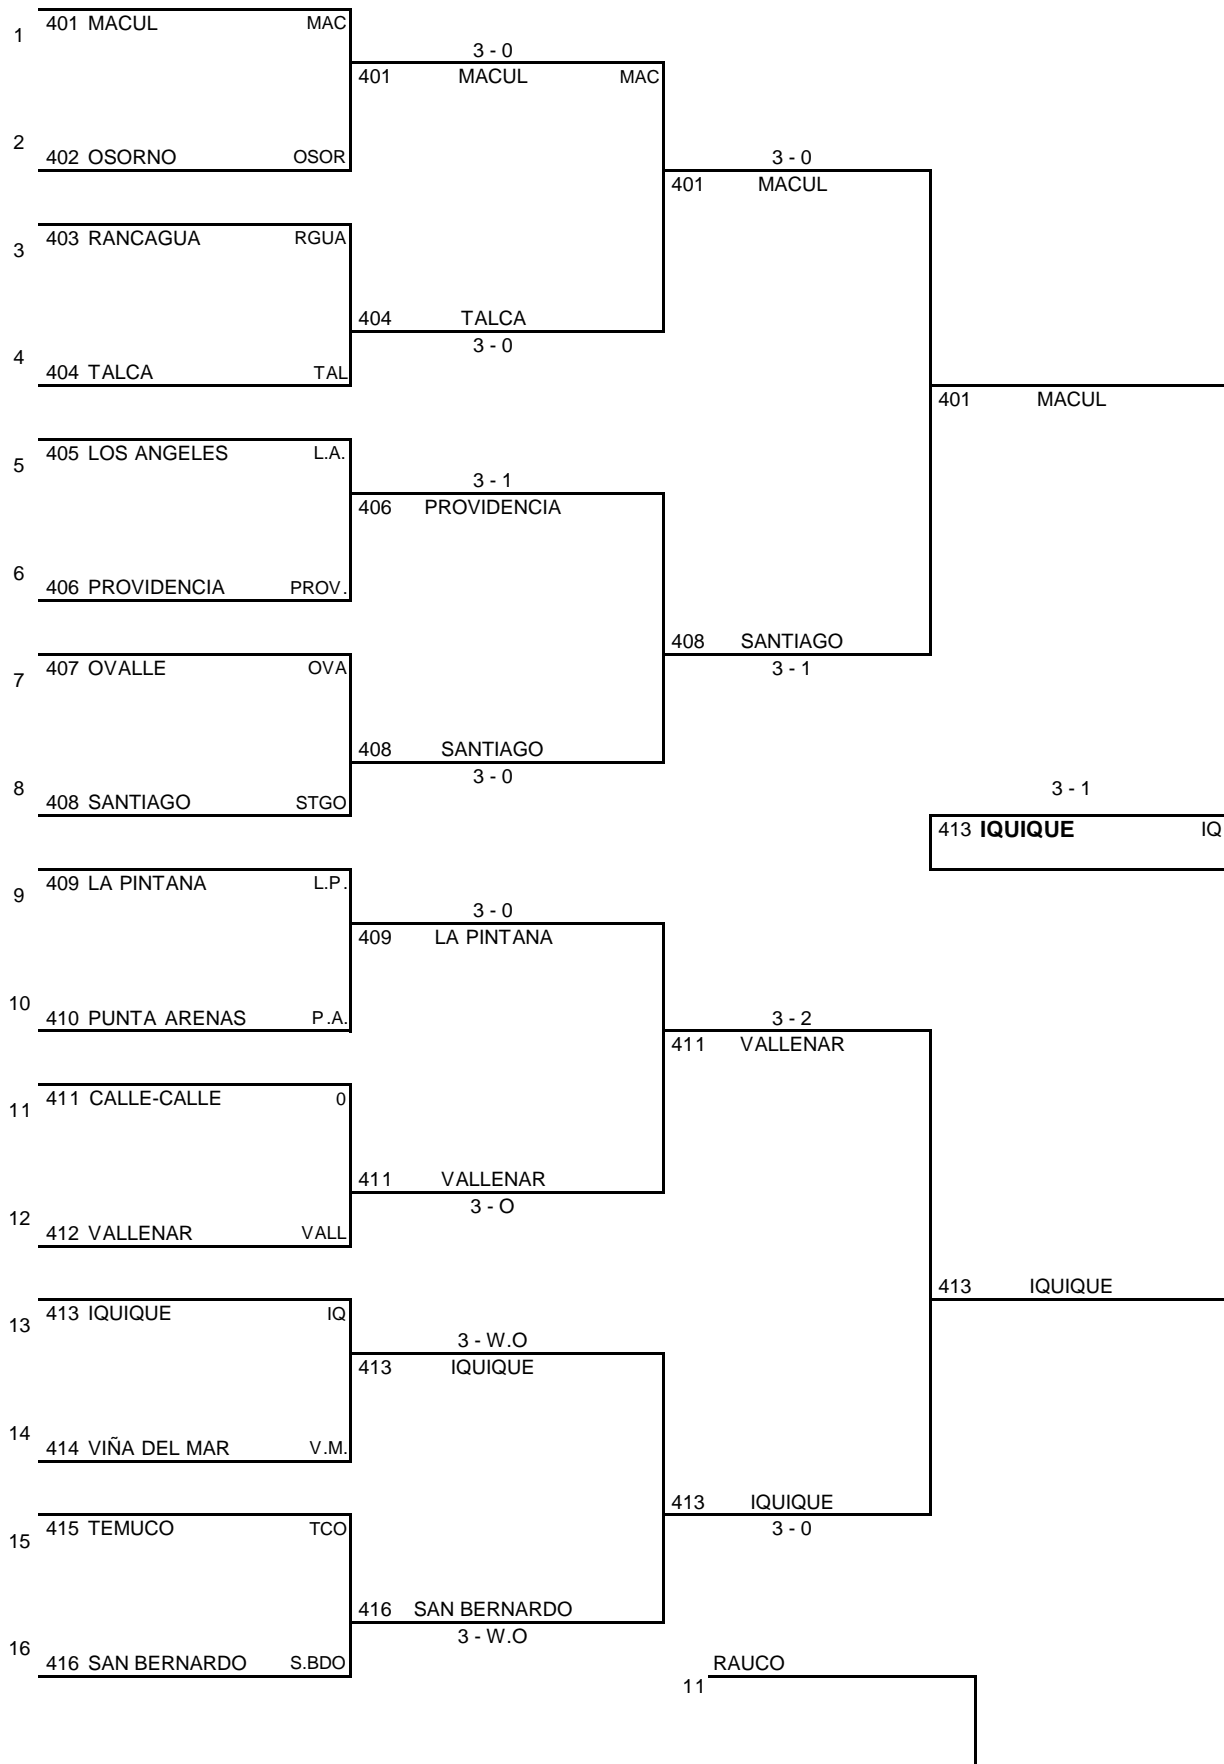 1 401 MACUL MAC
3 - 0
401 MACUL MAC
2 402 OSORNO OSOR
3 - 0
401 MACUL
3 403 RANCAGUA RGUA
404 TALCA
3 - 0
4 404 TALCA TAL
401 MACUL
5 405 LOS ANGELES L.A.
3 - 1
406 PROVIDENCIA
6 406 PROVIDENCIA PROV.
408 SANTIAGO
3 - 1
7 407 OVALLE OVA
408 SANTIAGO
3 - 0
8 408 SANTIAGO STGO
3 - 1
413 IQUIQUE IQ
9 409 LA PINTANA L.P.
3 - 0
409 LA PINTANA
10 410 PUNTA ARENAS P.A.
3 - 2
411 VALLENAR
11 411 CALLE-CALLE 0
411 VALLENAR
3 - O
12 412 VALLENAR VALL
413 IQUIQUE
13 413 IQUIQUE IQ
3 - W.O
413 IQUIQUE
14 414 VIÑA DEL MAR V.M.
413 IQUIQUE
3 - 0
15 415 TEMUCO TCO
416 SAN BERNARDO
3 - W.O
16 416 SAN BERNARDO S.BDO
RAUCO
11